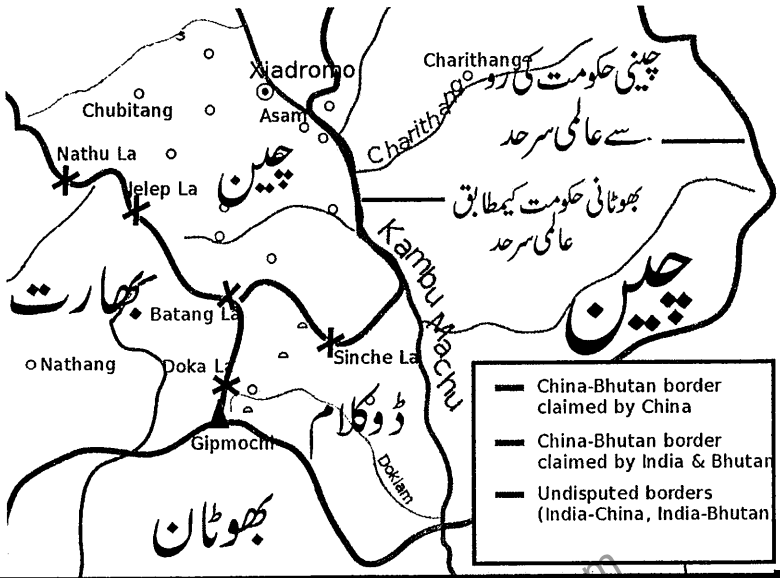 s
Xiadromo
Charithang
چینی حکومت کی رو
Chubitang
Asam
Charithang
سے عالمی سرحد
Nathu La
چین
Jelep La
بھوٹانی حکومت کیمطابق
عالمی سرحد
Kambu Machu
چین
بھارت
Batang La
Sinche La
Nathang
Doka La
ڈوکلام
Gipmochi
Doklam
بھوٹان
China-Bhutan border
claimed by China
China-Bhutan border
claimed by India & Bhutan
Undisputed borders
(India-China, India-Bhutan